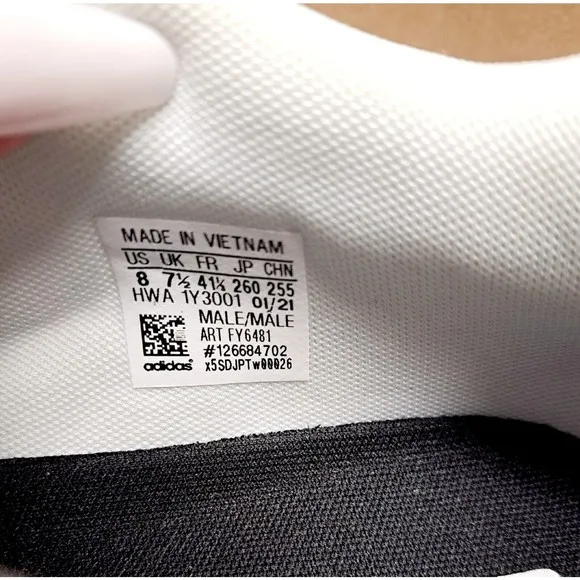 MADE IN VIETNAM
US UK FR JP CHN
8 7½ 41⅓ 260 255
HWA 1Y3001 01/21
MALE/MÂLE
ART FY6481
#126684702
adidas® x5SDJPTw00026